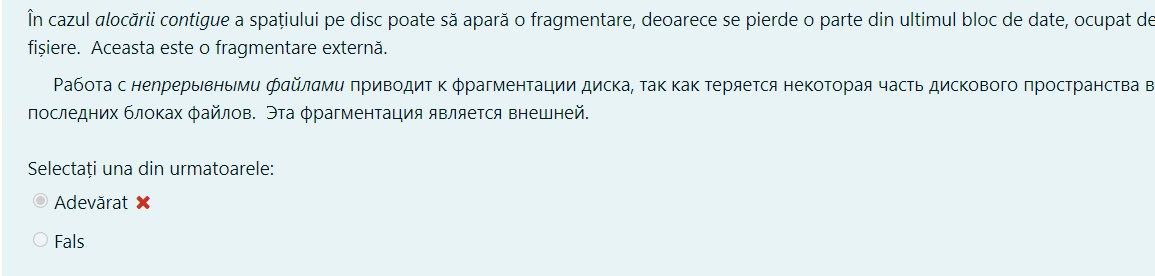 În cazul alocării contigue a spațiului pe disc poate să apară o fragmentare, deoarece se pierde o parte din ultimul bloc de date, ocupat de
fișiere. Aceasta este o fragmentare externă.
Работа с непрерывными файлами приводит к фрагментации диска, так как теряется некоторая часть дискового пространства в
последних блоках файлов. Эта фрагментация является внешней.
Selectați una din urmatoarele:
Adevărat
Fals